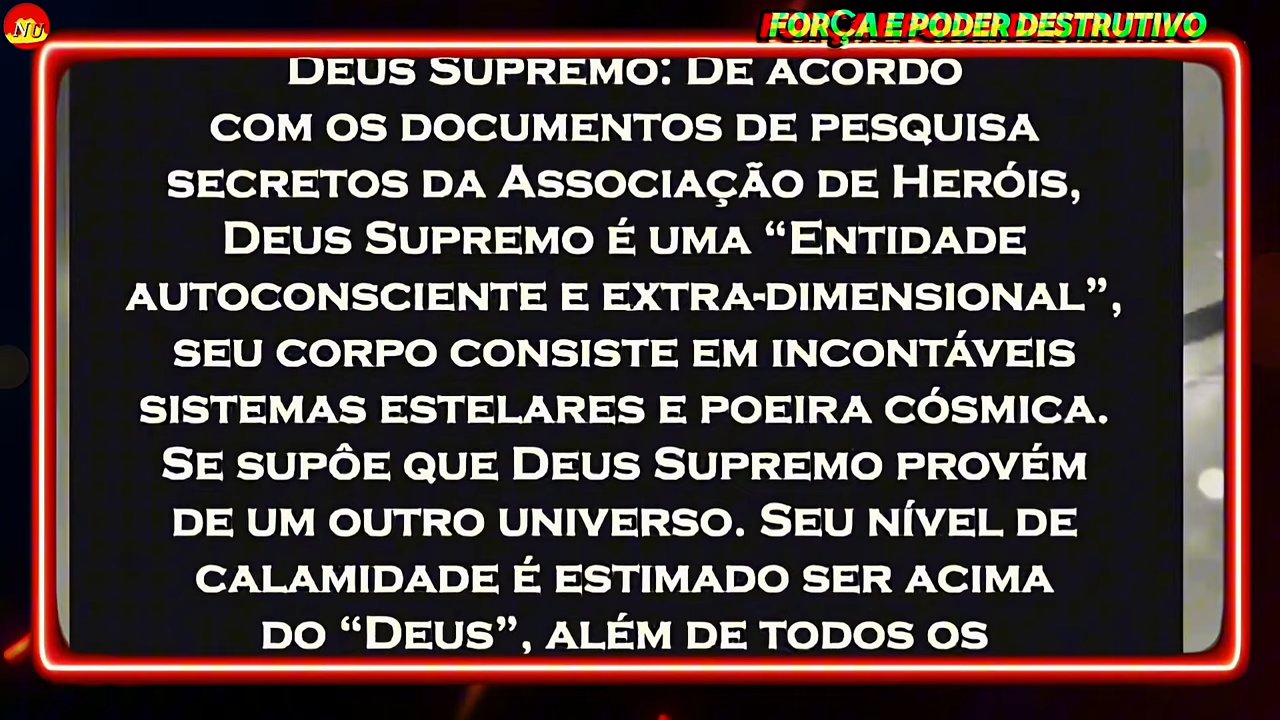 NU
FORÇA E PODER DESTRUTIVO
DEUS SUPREMO: DE ACORDO
COM OS DOCUMENTOS DE PESQUISA
SECRETOS DA ASSOCIAÇÃO DE HERÓIS,
DEUS SUPREMO É UMA “ENTIDADE
AUTOCONSCIENTE E EXTRA-DIMENSIONAL”,
SEU CORPO CONSISTE EM INCONTÁVEIS
SISTEMAS ESTELARES E POEIRA CÓSMICA.
SE SUPÔE QUE DEUS SUPREMO PROVÉM
DE UM OUTRO UNIVERSO. SEU NÍVEL DE
CALAMIDADE É ESTIMADO SER ACIMA
DO “DEUS”, ALÉM DE TODOS OS